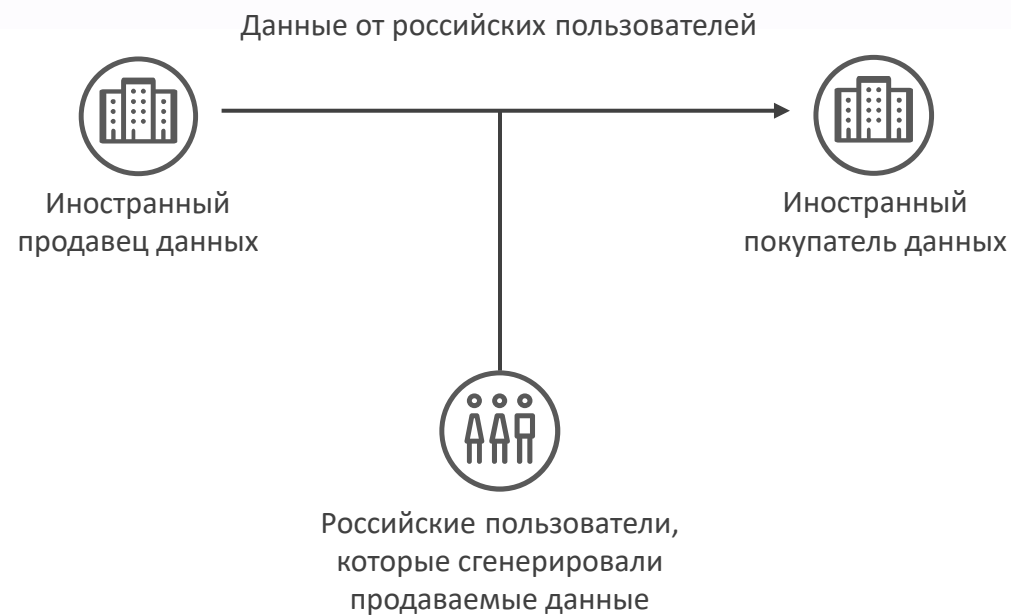 Данные от российских пользователей
Иностранный
продавец данных
Иностранный
покупатель данных
Российские пользователи,
которые сгенерировали
продаваемые данные